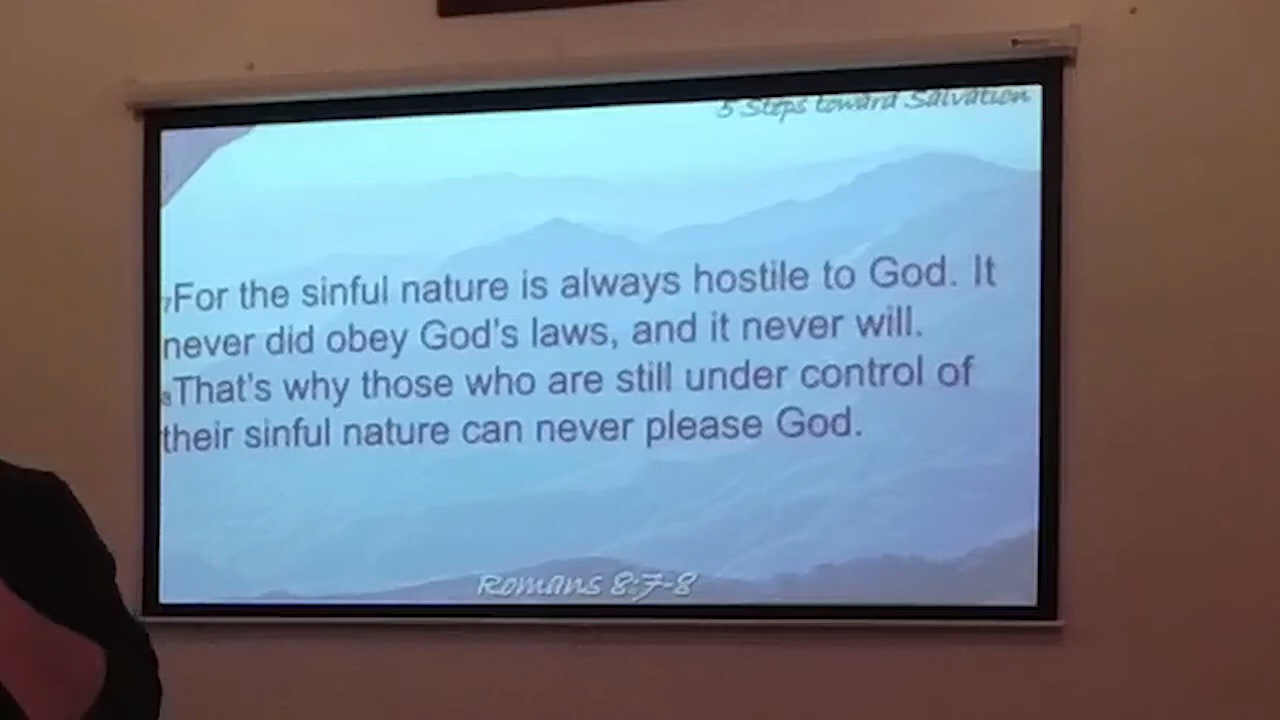 5 Steps toward Salvation
7For the sinful nature is always hostile to God. It
never did obey God's laws, and it never will.
8That's why those who are still under control of
their sinful nature can never please God.
Romans 8:7-8